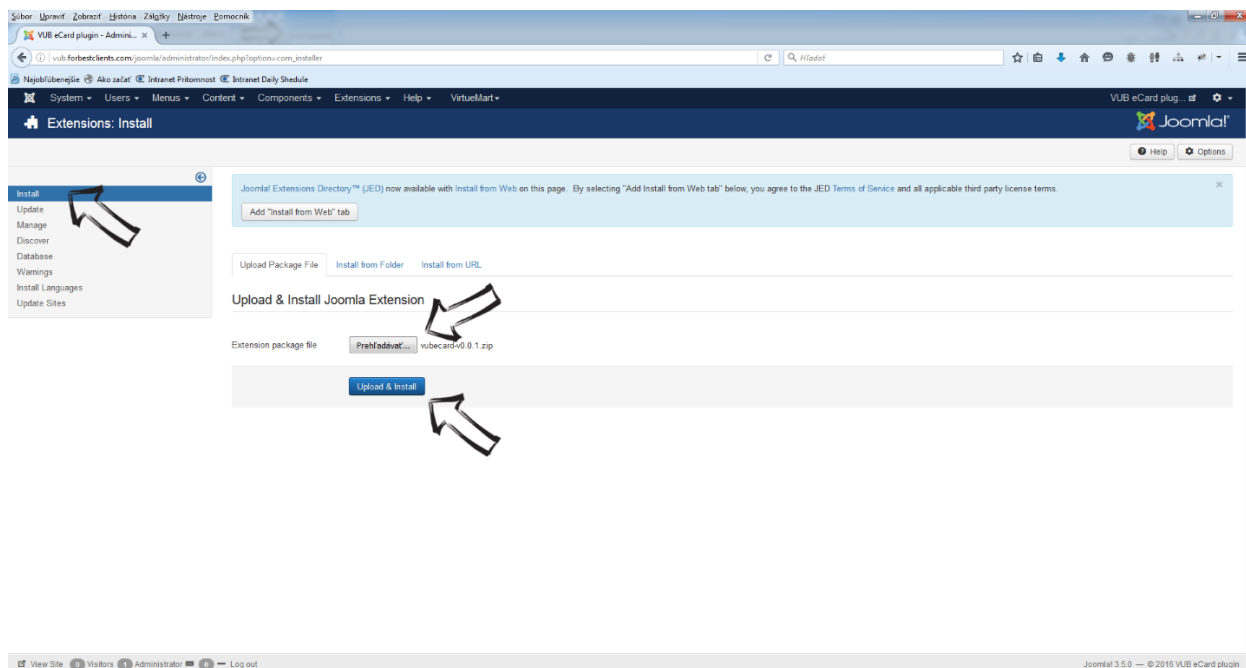 Súbor Upraviť Zobraziť História Záložky Nástroje Pomocník
VUB eCard plugin - Admini... × +
vub.forbestclients.com/joomla/administrator/index.php?option=com_installer
Hľadať
Najobľúbenejšie Ako začať Intranet Pritomnost Intranet Daily Shedule
System Users Menus Content Components Extensions Help VirtueMart
VUB eCard plug...
Extensions: Install
Joomla!
Help Options
Install
Update
Manage
Discover
Database
Warnings
Install Languages
Update Sites
Joomla! Extensions Directory™ (JED) now available with Install from Web on this page. By selecting "Add Install from Web tab" below, you agree to the JED Terms of Service and all applicable third party license terms. ×
Add "Install from Web" tab
Upload Package File Install from Folder Install from URL
Upload & Install Joomla Extension
Extension package file Prehľadávať... vubecard-v0.0.1.zip
Upload & Install
View Site 0 Visitors 1 Administrator 0 Log out
Joomla! 3.5.0 — © 2016 VUB eCard plugin